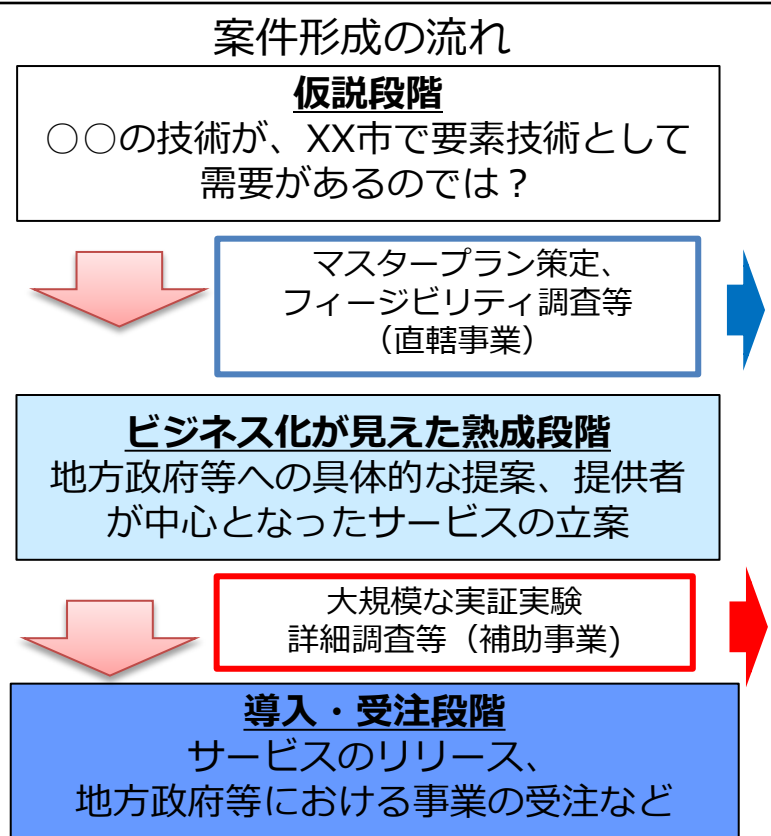 案件形成の流れ
仮説段階
○○の技術が、XX市で要素技術として
需要があるのでは？
マスタープラン策定、
フィージビリティ調査等
（直轄事業）
ビジネス化が見えた熟成段階
地方政府等への具体的な提案、提供者
が中心となったサービスの立案
大規模な実証実験
詳細調査等（補助事業)
導入・受注段階
サービスのリリース、
地方政府等における事業の受注など